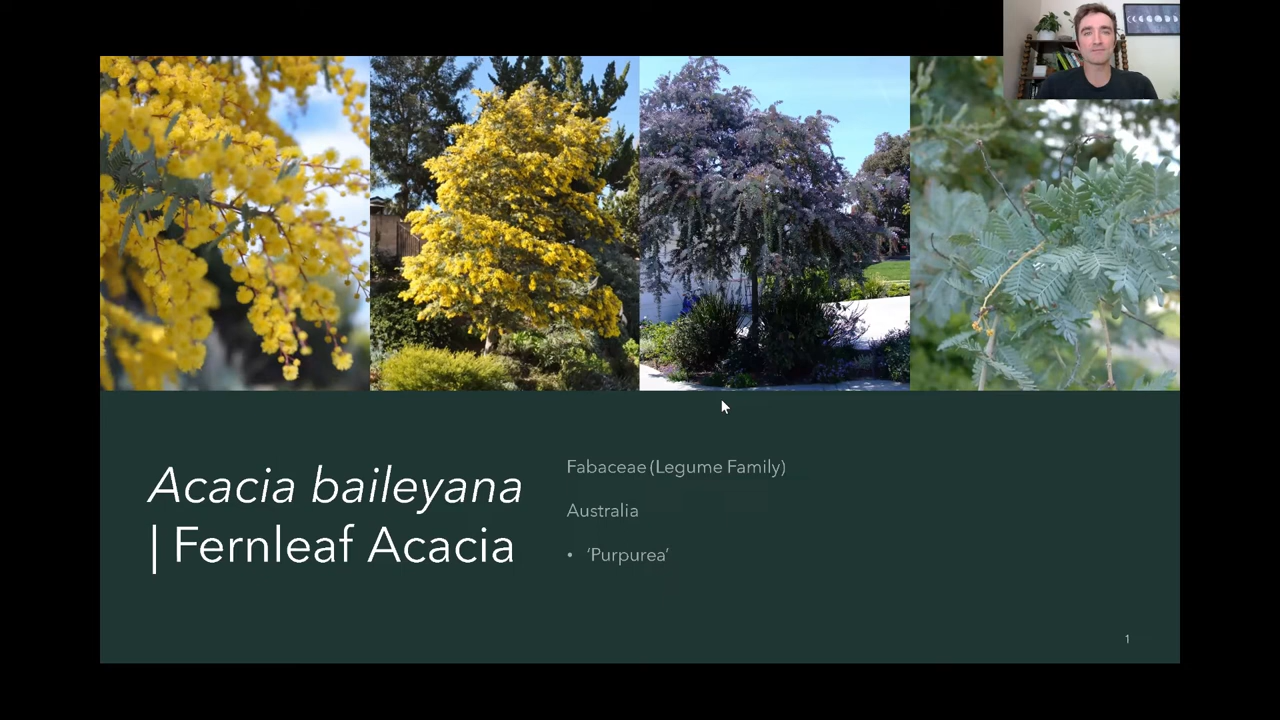 Acacia baileyana
| Fernleaf Acacia
Fabaceae (Legume Family)
Australia
• ‘Purpurea’
1